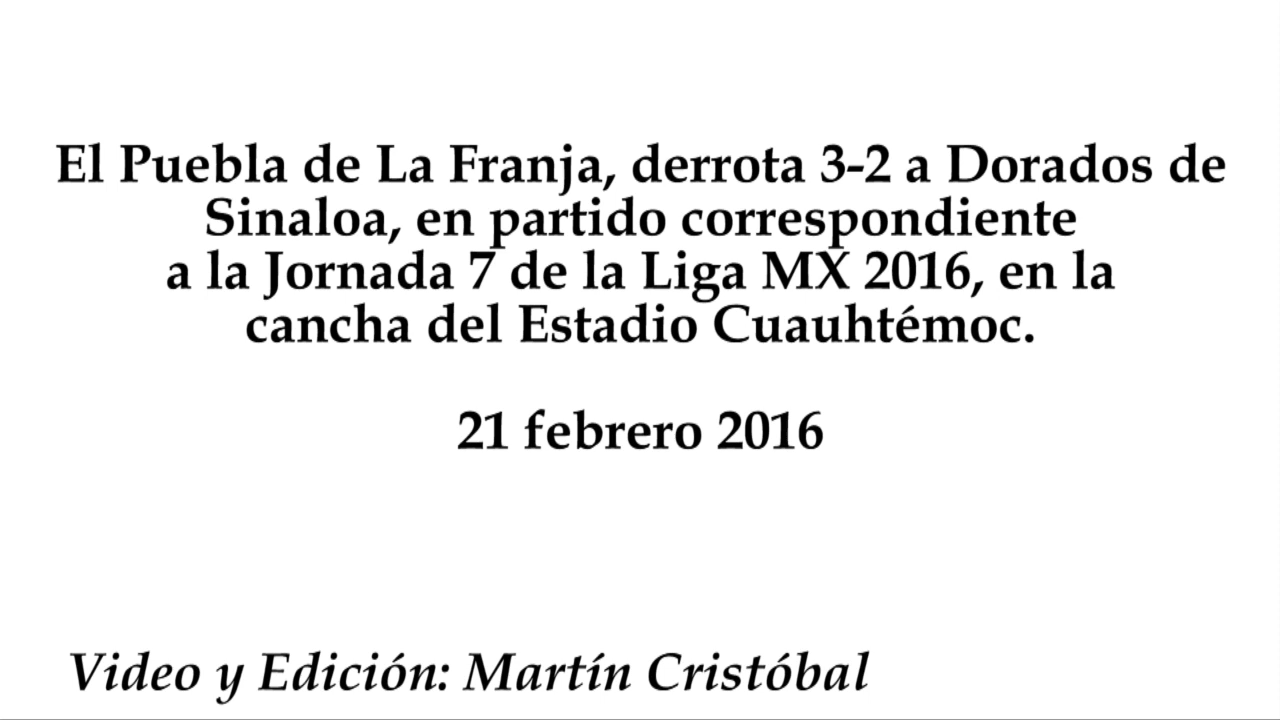 El Puebla de La Franja, derrota 3-2 a Dorados de
Sinaloa, en partido correspondiente
a la Jornada 7 de la Liga MX 2016, en la
cancha del Estadio Cuauhtémoc.
21 febrero 2016
Video y Edición: Martín Cristóbal